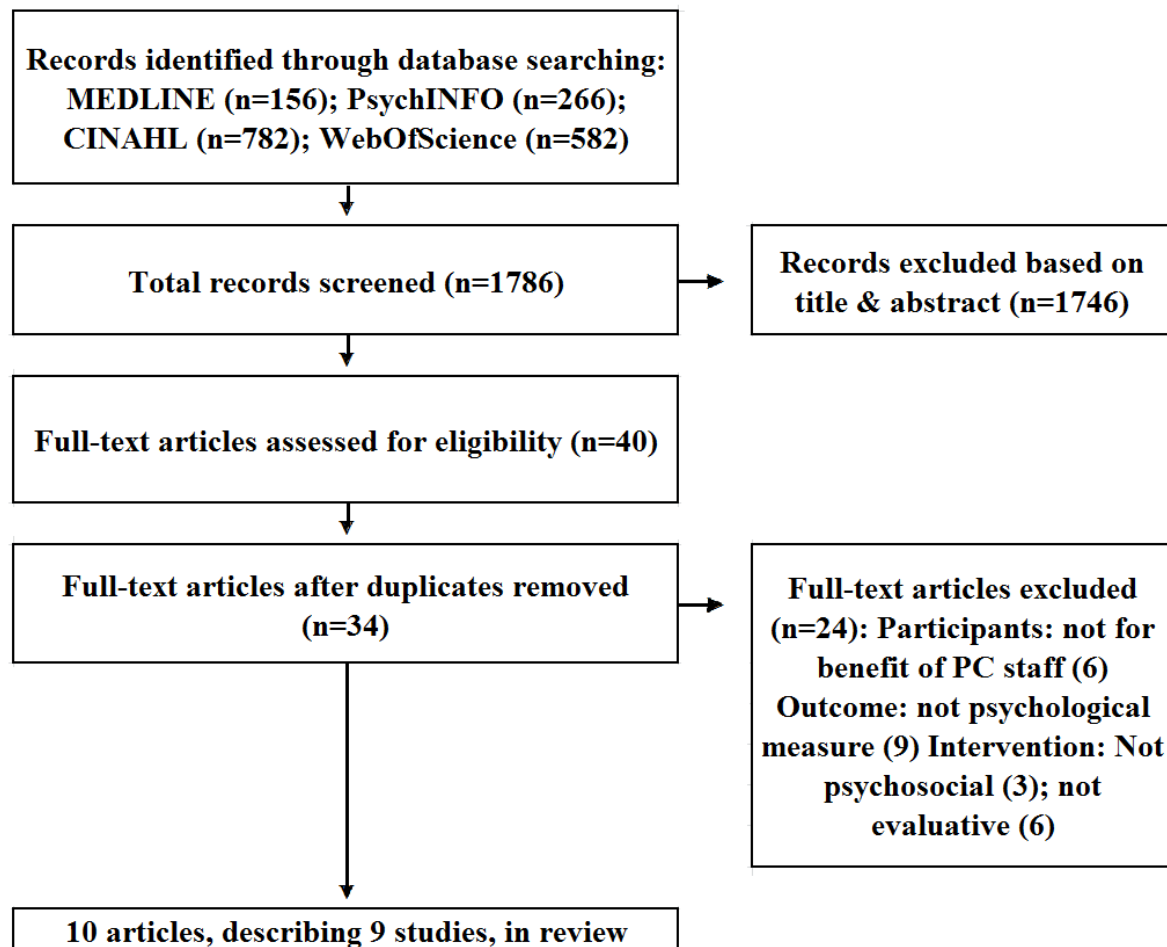 Records identified through database searching:
MEDLINE (n=156); PsychINFO (n=266);
CINAHL (n=782); WebOfScience (n=582)
Total records screened (n=1786)
Records excluded based on
title & abstract (n=1746)
Full-text articles assessed for eligibility (n=40)
Full-text articles after duplicates removed
(n=34)
Full-text articles excluded
(n=24): Participants: not for
benefit of PC staff (6)
Outcome: not psychological
measure (9) Intervention: Not
psychosocial (3); not
evaluative (6)
10 articles, describing 9 studies, in review